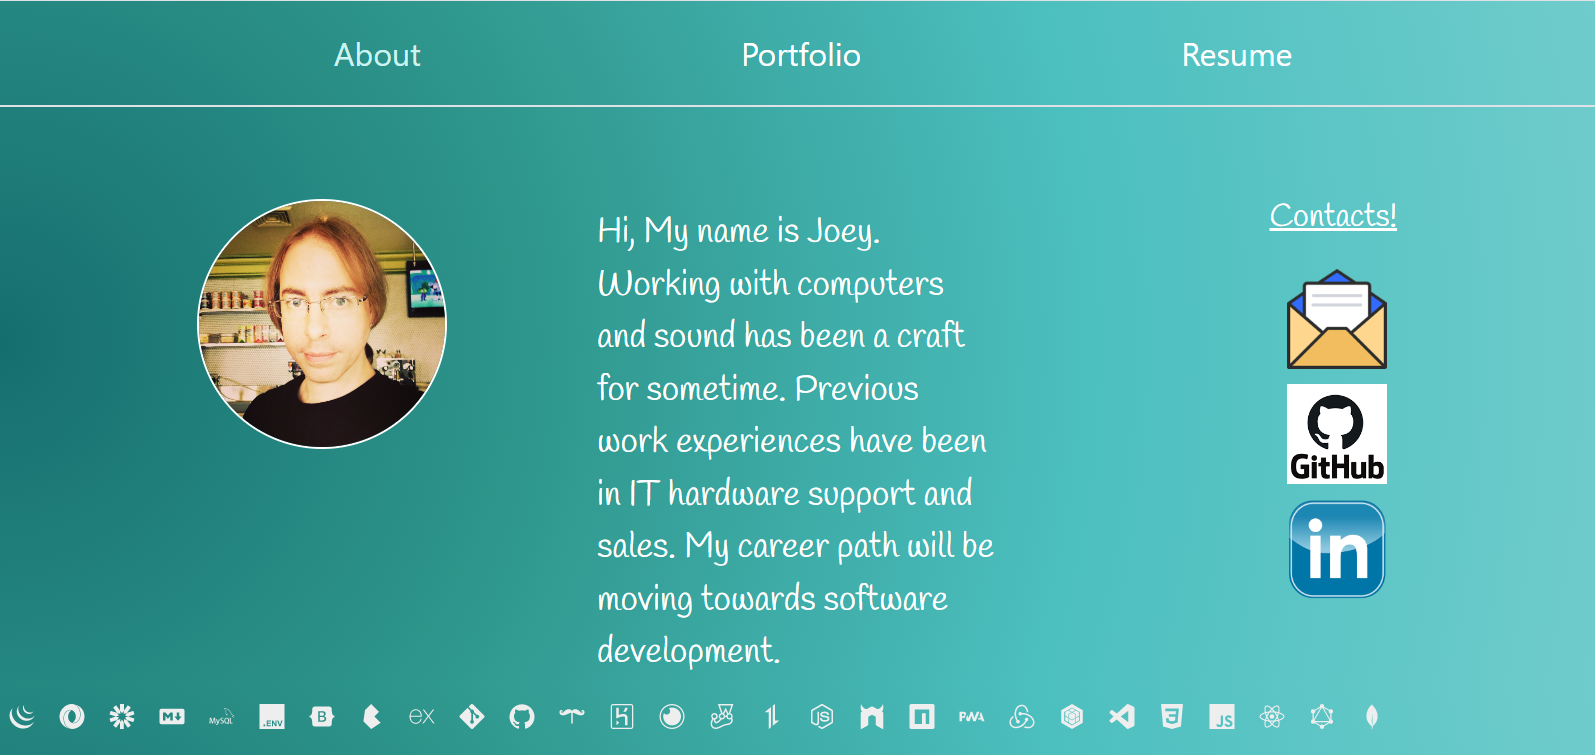 About Portfolio Resume
Hi, My name is Joey.
Working with computers
and sound has been a craft
for sometime. Previous
work experiences have been
in IT hardware support and
sales. My career path will be
moving towards software
development.
Contacts!
GitHub
in
M MySQL .ENV B ex JS n PWA 3 JS